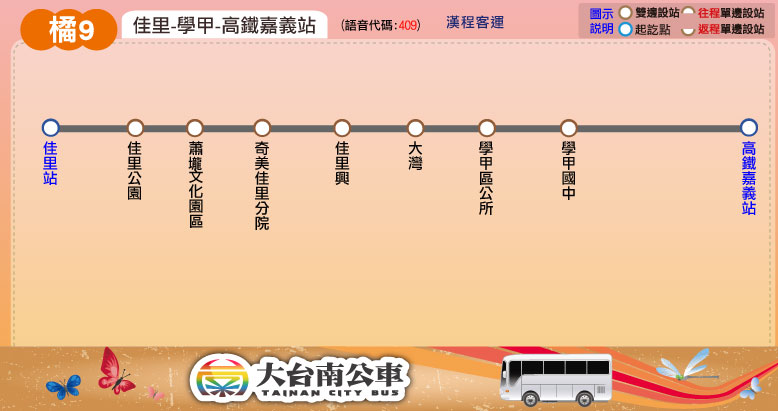 橘9
佳里-學甲-高鐵嘉義站
(語音代碼:409)
漢程客運
圖示說明
雙邊設站
往程單邊設站
起訖點
返程單邊設站
佳里站
佳里公園
蕭壠文化園區
奇美佳里分院
佳里興
大灣
學甲區公所
學甲國中
高鐵嘉義站
大台南公車
TAINAN CITY BUS